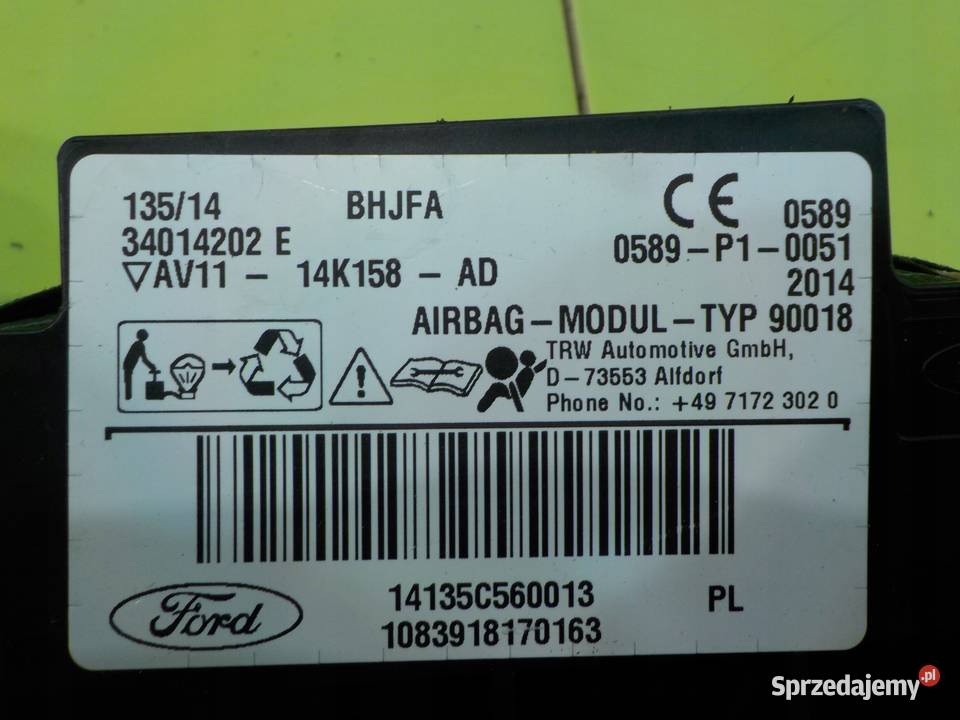 135/14 BHJFA CE 0589
34014202 E 0589-P1-0051
▽AV11 - 14K158 - AD 2014
AIRBAG-MODUL-TYP 90018
TRW Automotive GmbH,
D-73553 Alfdorf
Phone No.: +49 7172 302 0
14135C560013 PL
Ford
1083918170163
Sprzedajemy.pl